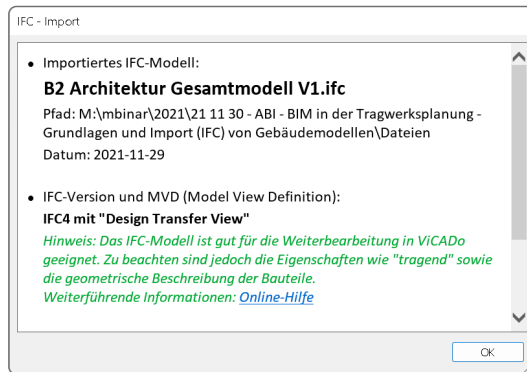 IFC - Import
• Importiertes IFC-Modell:
B2 Architektur Gesamtmodell V1.ifc
Pfad: M:\mbinar\2021\21 11 30 - ABI - BIM in der Tragwerksplanung -
Grundlagen und Import (IFC) von Gebäudemodellen\Dateien
Datum: 2021-11-29
• IFC-Version und MVD (Model View Definition):
IFC4 mit "Design Transfer View"
Hinweis: Das IFC-Modell ist gut für die Weiterbearbeitung in ViCADo
geeignet. Zu beachten sind jedoch die Eigenschaften wie "tragend" sowie
die geometrische Beschreibung der Bauteile.
Weiterführende Informationen: Online-Hilfe
OK